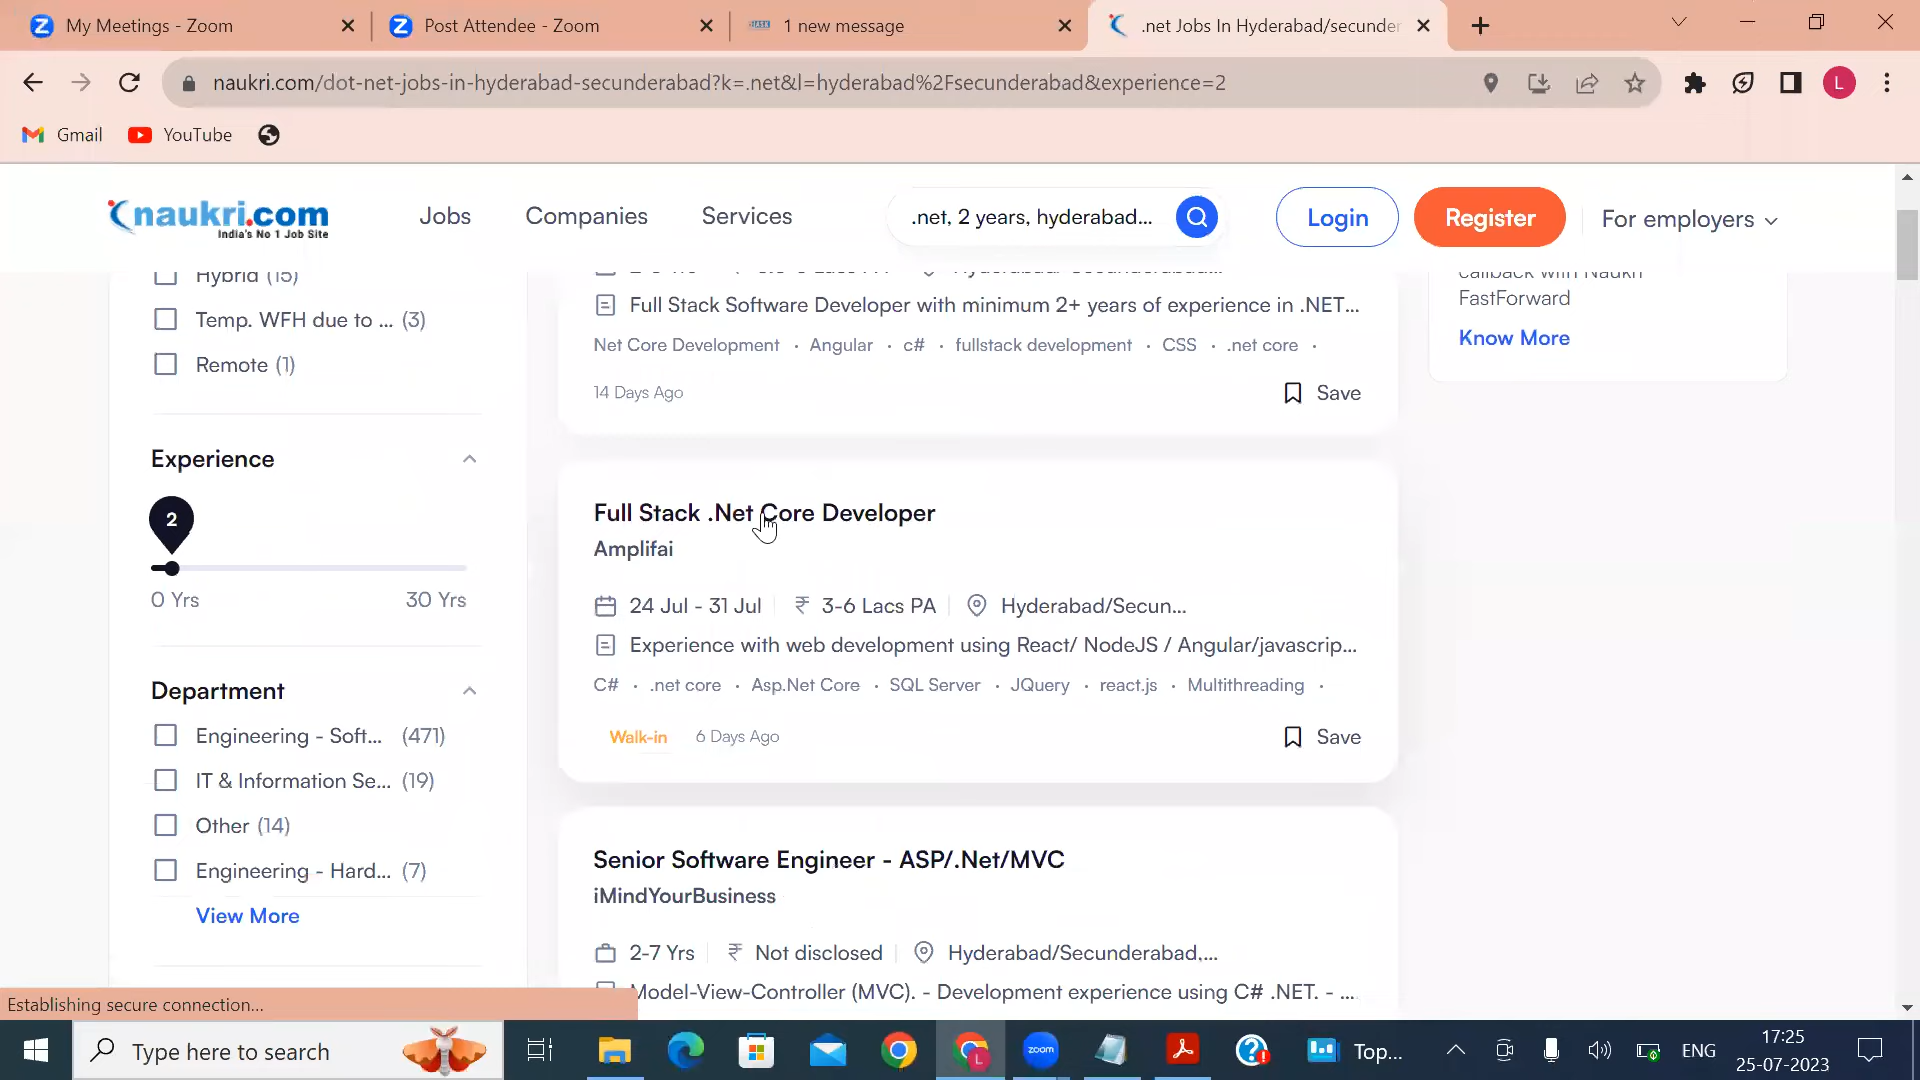 My Meetings - Zoom
Post Attendee - Zoom
1 new message
.net Jobs In Hyderabad/secunder
naukri.com/dot-net-jobs-in-hyderabad-secunderabad?k=.net&l=hyderabad%2Fsecunderabad&experience=2
L
Gmail
YouTube
naukri.com
India's No 1 Job Site
Jobs
Companies
Services
.net, 2 years, hyderabad...
Login
Register
For employers
Hybrid (15)
Temp. WFH due to ... (3)
Remote (1)
Experience
2
0 Yrs
30 Yrs
Department
Engineering - Soft... (471)
IT & Information Se... (19)
Other (14)
Engineering - Hard... (7)
View More
Full Stack Software Developer with minimum 2+ years of experience in .NET...
Net Core Development · Angular · c# · fullstack development · CSS · .net core ·
14 Days Ago
Save
Full Stack .Net Core Developer
Amplifai
24 Jul - 31 Jul
₹ 3-6 Lacs PA
Hyderabad/Secun...
Experience with web development using React/ NodeJS / Angular/javascrip...
C# · .net core · Asp.Net Core · SQL Server · JQuery · react.js · Multithreading ·
Walk-in
6 Days Ago
Save
Senior Software Engineer - ASP/.Net/MVC
iMindYourBusiness
2-7 Yrs
₹ Not disclosed
Hyderabad/Secunderabad,...
Model-View-Controller (MVC). - Development experience using C# .NET. - ...
callback with Naukri
FastForward
Know More
Establishing secure connection...
Type here to search
zoom
L
Top...
ENG
17:25
25-07-2023